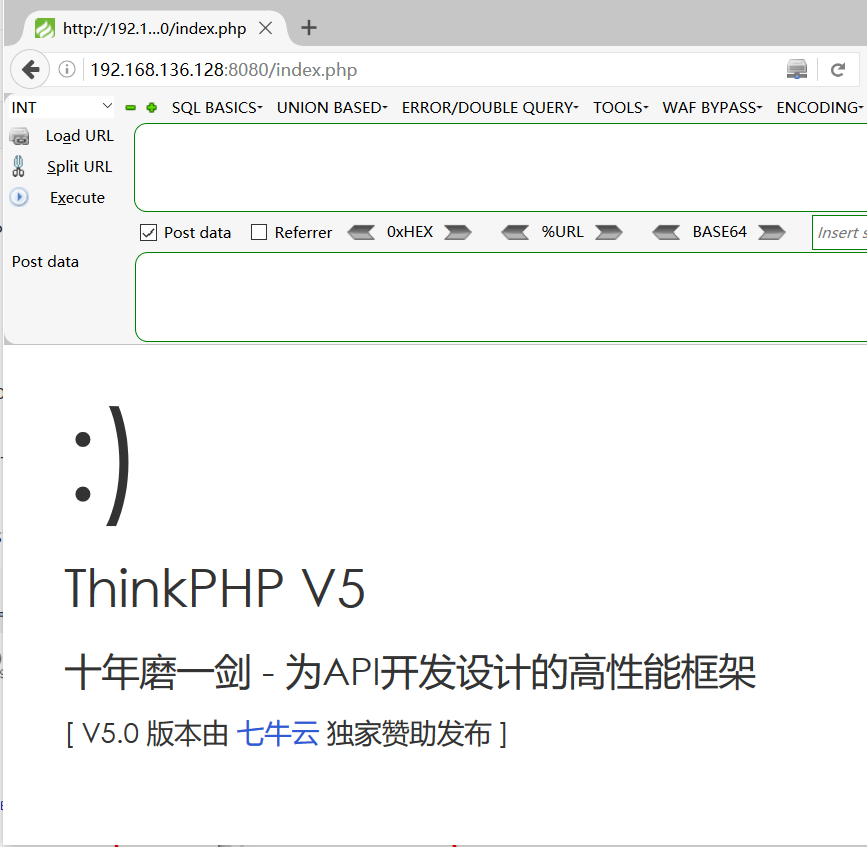 http://192.1...0/index.php
192.168.136.128:8080/index.php
INT SQL BASICS UNION BASED ERROR/DOUBLE QUERY TOOLS WAF BYPASS ENCODING
Load URL
Split URL
Execute
Post data Referrer 0xHEX %URL BASE64 Insert s
Post data
:)
ThinkPHP V5
十年磨一剑 - 为API开发设计的高性能框架
[ V5.0 版本由 七牛云 独家赞助发布 ]